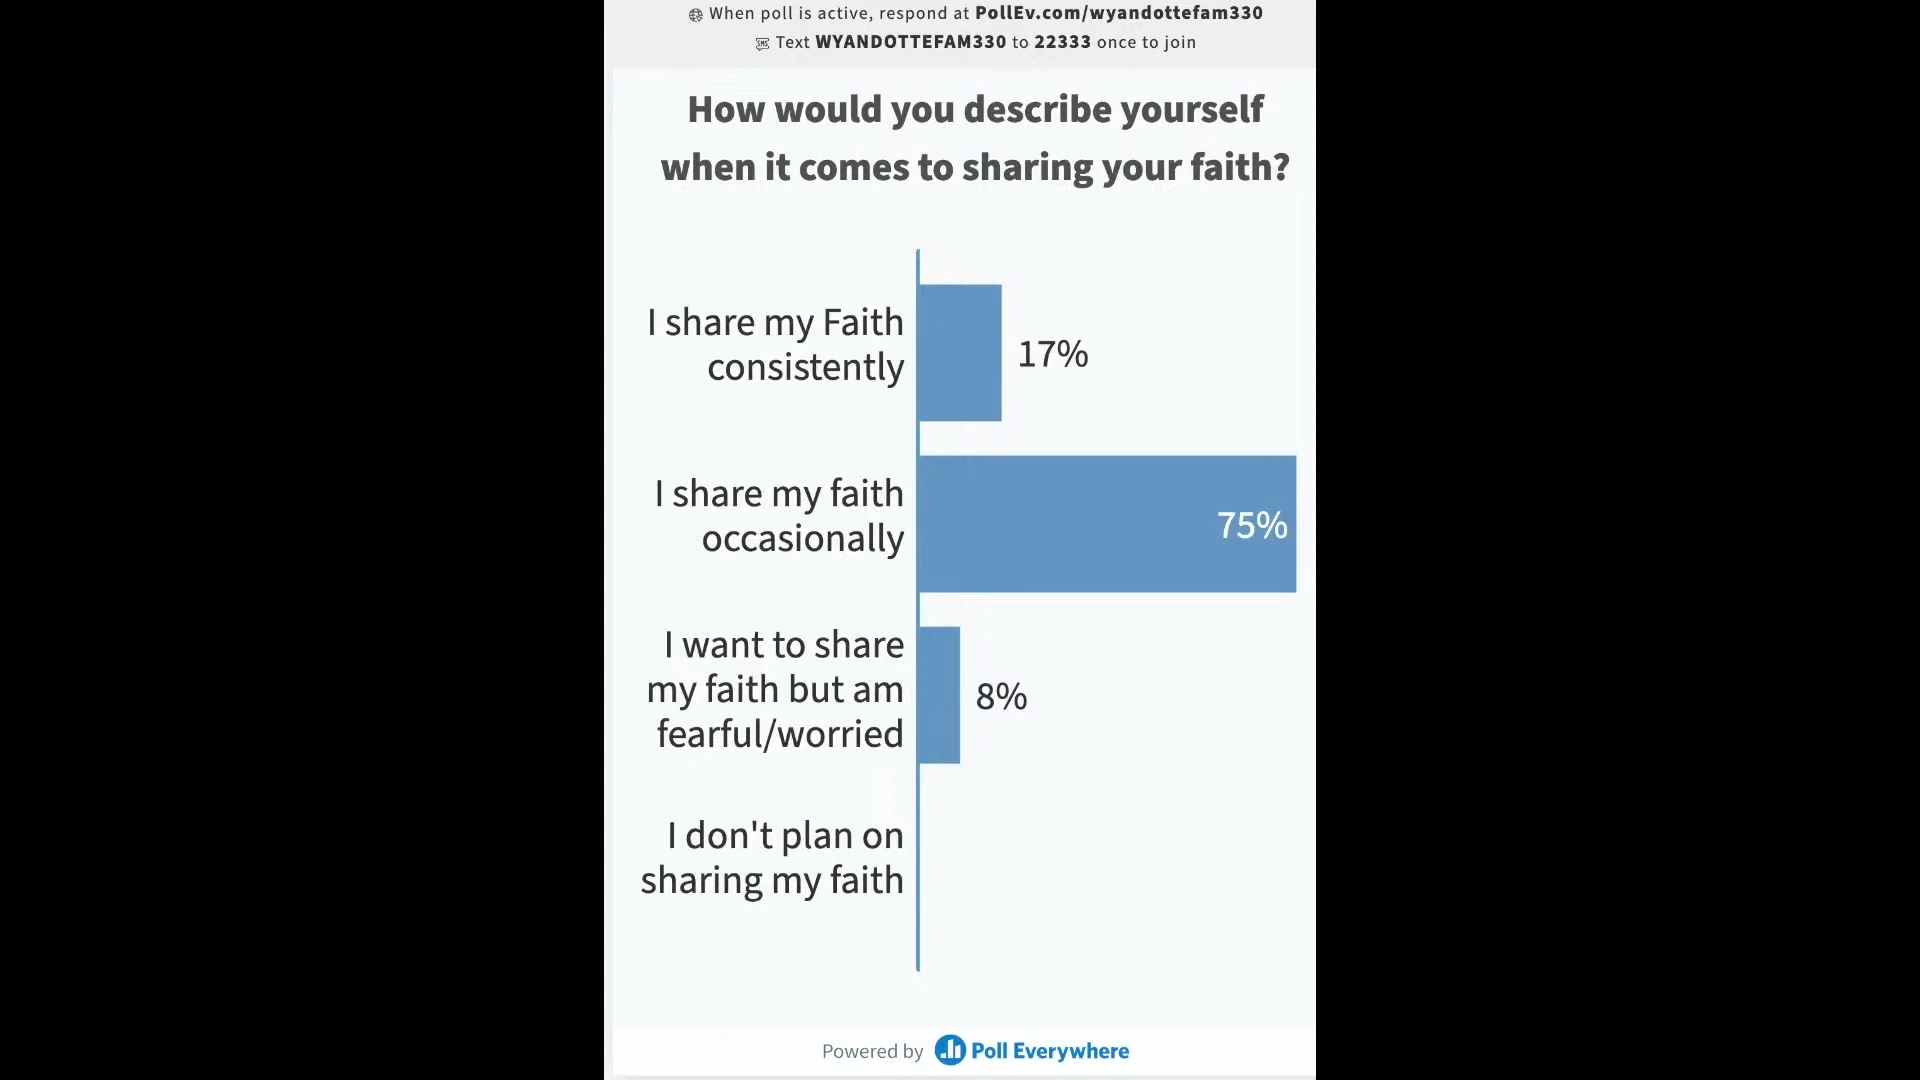 When poll is active, respond at PollEv.com/wyandottefam330
Text WYANDOTTEFAM330 to 22333 once to join
How would you describe yourself
when it comes to sharing your faith?
I share my Faith
consistently
17%
I share my faith
occasionally
75%
I want to share
my faith but am
fearful/worried
8%
I don't plan on
sharing my faith
Powered by Poll Everywhere